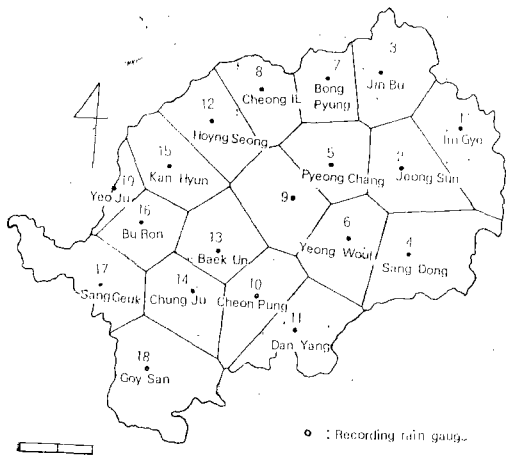 3
Jin Bu
7
Bong
Pyung
8
Cheong IL
12
Hoyng Seong
1
Im Gye
15
Kan Hyun
5
Pyeong Chang
2
Jeong Sun
19
Yeo Ju
9
16
Bu Ron
13
Baek Un
6
Yeong Wol
4
Sang Dong
17
Sang Geuk
14
Chung Ju
10
Cheon Pung
11
Dan Yang
18
Goy San
: Recording rain gauge